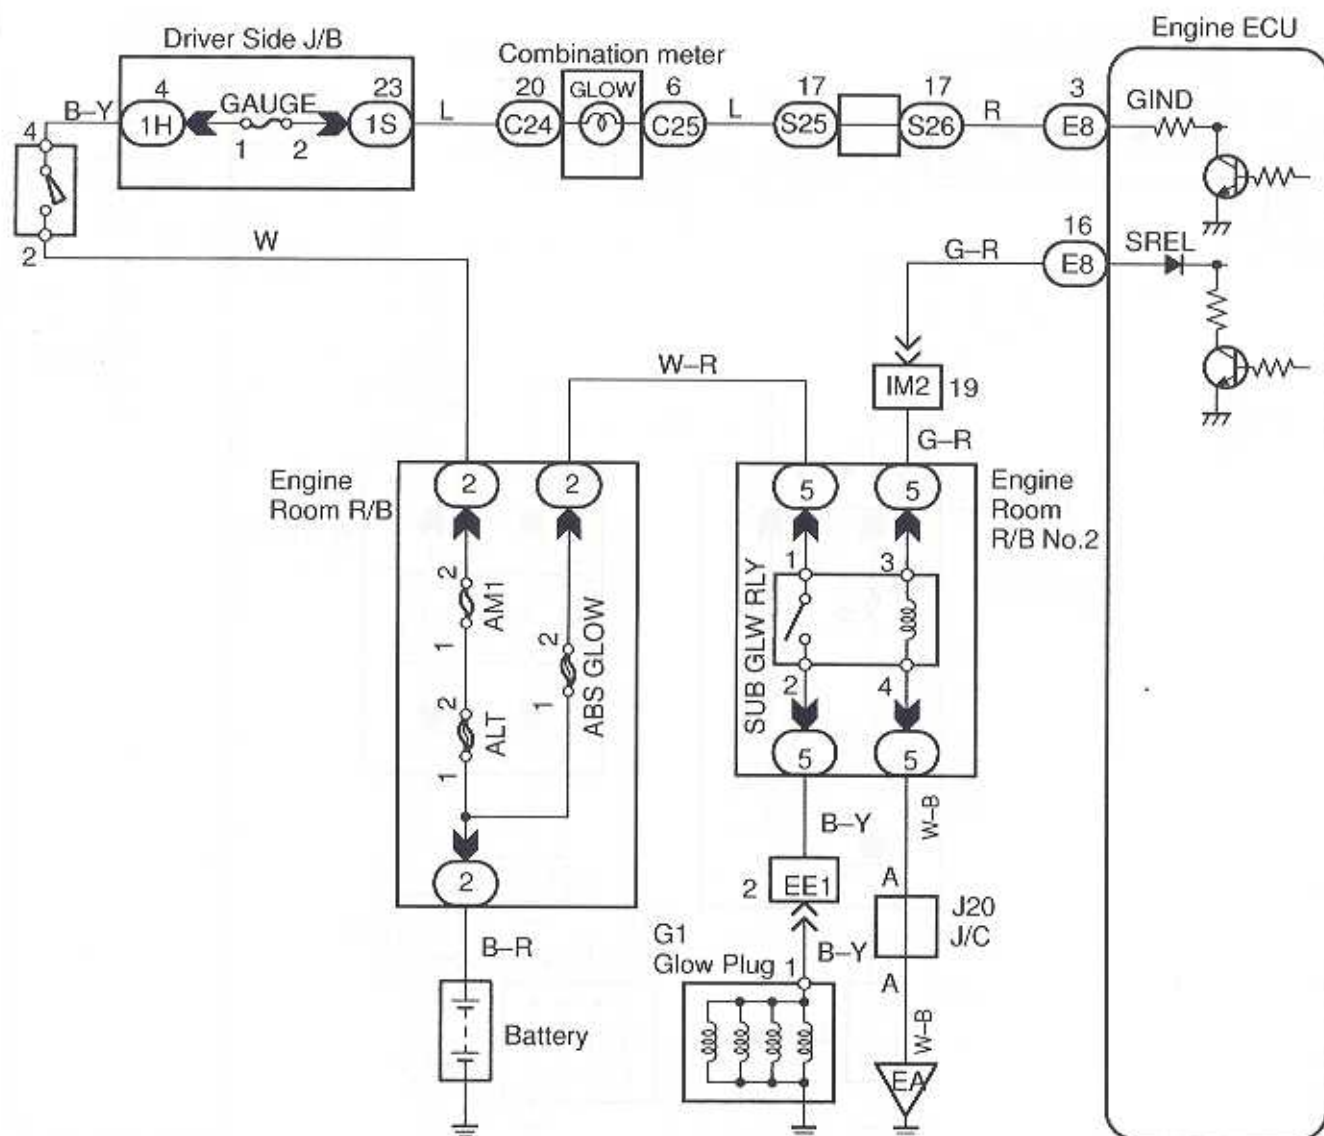 Engine ECU
Driver Side J/B
Combination meter
4
23
20
GLOW
6
17
17
3
GIND
B–Y
GAUGE
L
L
R
4
1H
1S
C24
C25
S25
S26
E8
1
2
16
SREL
W
2
G–R
E8
W–R
IM2
19
G–R
Engine
Room R/B
2
2
5
5
Engine
Room
R/B No.2
1
3
2
AM1
1
2
ABS GLOW
1
2
ALT
1
SUB GLW RLY
2
4
5
5
B–Y
W–B
2
2
EE1
A
J20
J/C
B–R
G1
Glow Plug
1
B–Y
A
Battery
W–B
EA